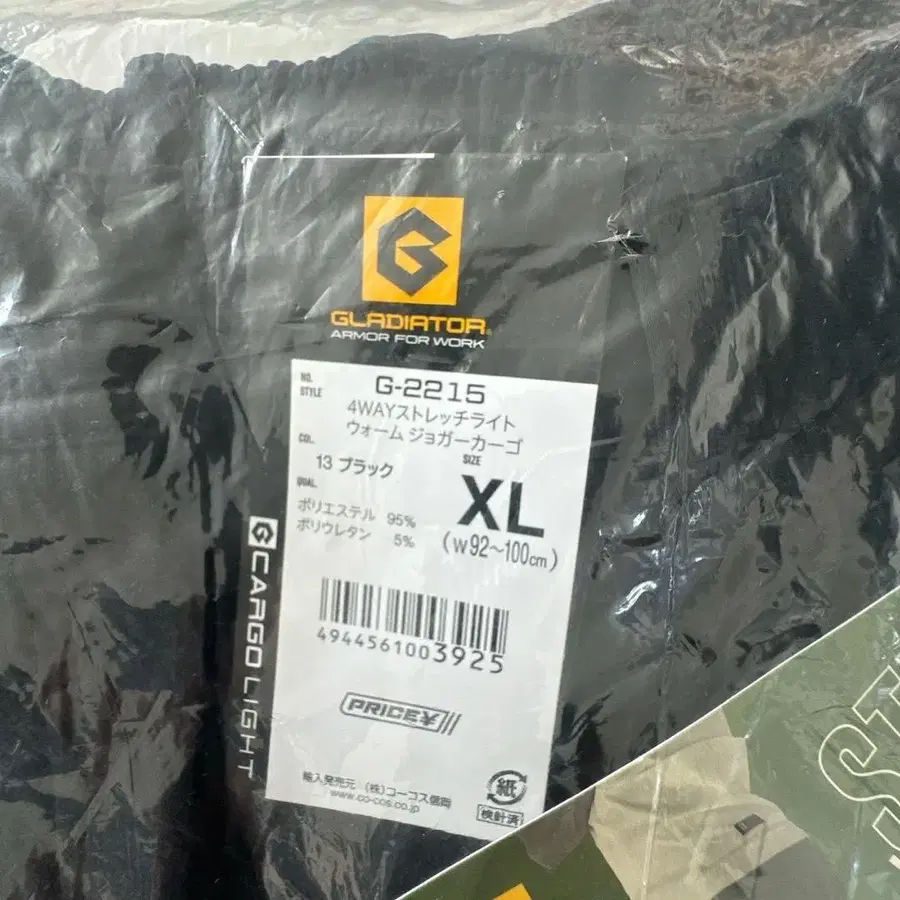 G
GLADIATOR®
ARMOR FOR WORK
NO.
STYLE
G-2215
4WAYストレッチライト
ウォーム ジョガーカーゴ
COL.
13 ブラック
SIZE
XL
(W92~100cm)
QUAL.
ポリエステル 95%
ポリウレタン 5%
4944561003925
PRICE¥
輸入発売元 (株)コーコス信岡
www.co-cos.co.jp
紙
検針済
G CARGO LIGHT
ST